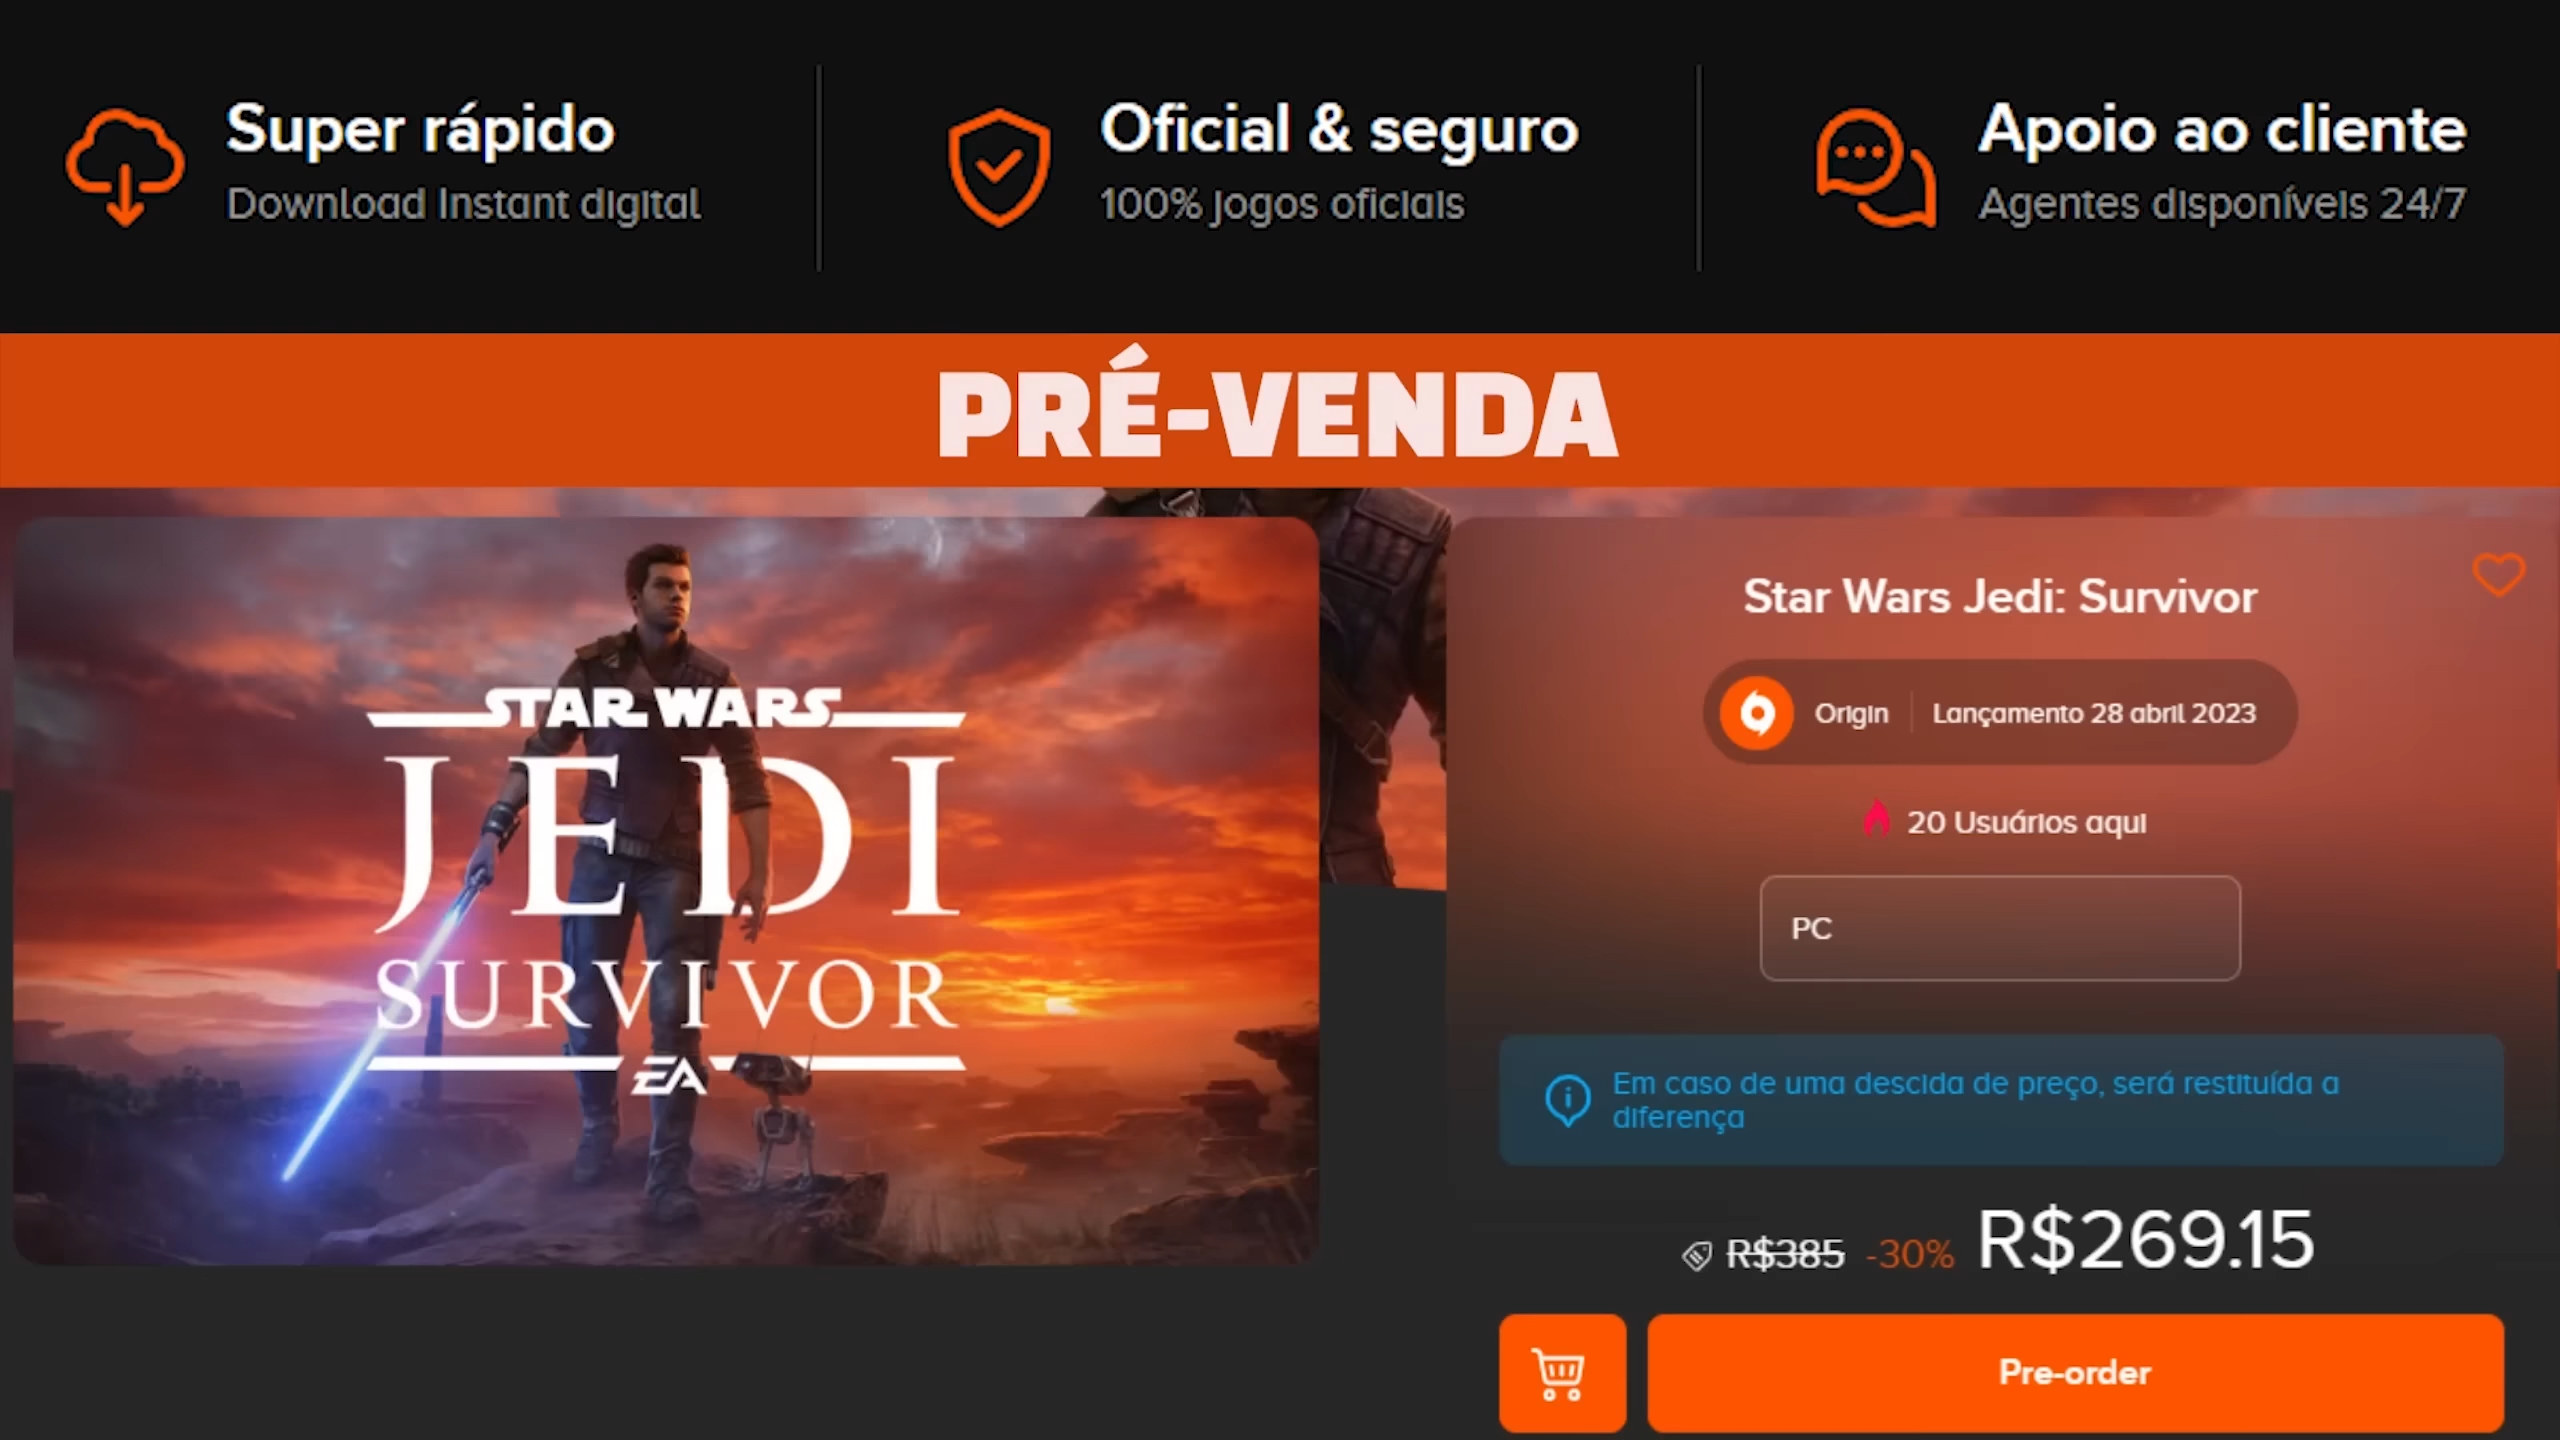 Super rápido
Download Instant digital
Oficial & seguro
100% jogos oficiais
Apoio ao cliente
Agentes disponíveis 24/7
PRÉ-VENDA
STAR WARS
JEDI
SURVIVOR
EA
Star Wars Jedi: Survivor
Origin
Lançamento 28 abril 2023
20 Usuários aqui
PC
Em caso de uma descida de preço, será restituída a
diferença
R$385 -30% R$269.15
Pre-order